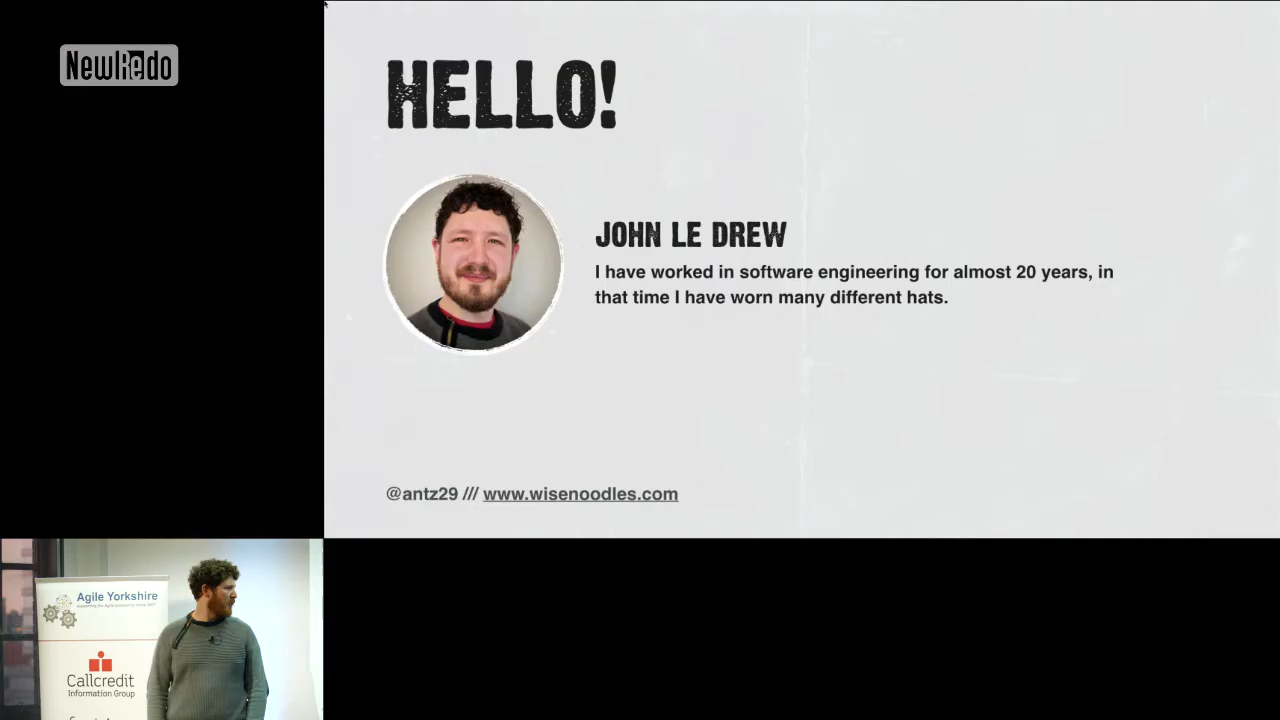 NewRedo
HELLO!
JOHN LE DREW
I have worked in software engineering for almost 20 years, in
that time I have worn many different hats.
@antz29 /// www.wisenoodles.com
Agile Yorkshire
Callcredit
Information Group